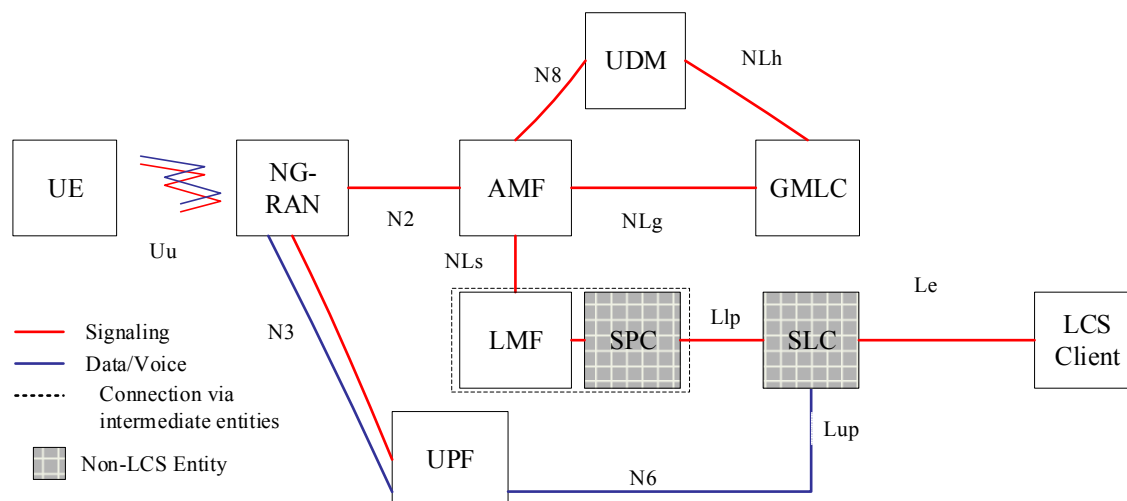 UDM
N8
NLh
UE
NG-
RAN
AMF
GMLC
N2
NLg
Uu
NLs
Le
Signaling
N3
LMF
SPC
Llp
SLC
LCS
Client
Data/Voice
Connection via
intermediate entities
Non-LCS Entity
UPF
Lup
N6